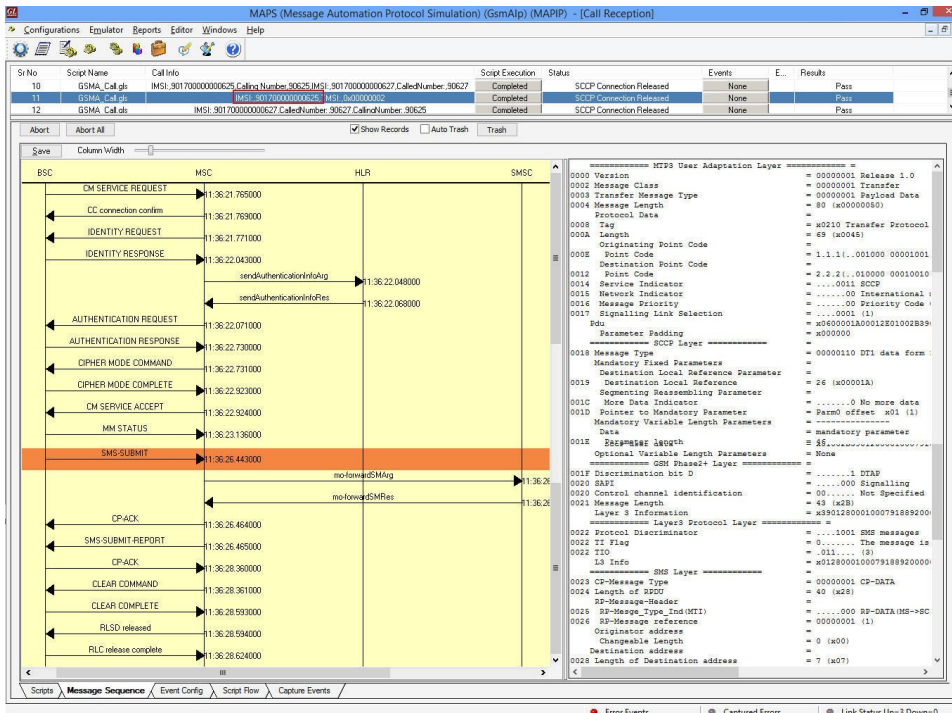 GL MAPS (Message Automation Protocol Simulation) (GsmAIp) (MAPIP) - [Call Reception]
Configurations Emulator Reports Editor Windows Help
Sr No Script Name Call Info Script Execution Status Events E... Results
10 GSMA_Call.gls IMSI:,901700000000625,Calling Number,90625,IMSI:,901700000000627,CalledNumber:,90627 Completed SCCP Connection Released None Pass
11 GSMA_Call.gls IMSI:,901700000000625, TMSI:,0x00000002 Completed SCCP Connection Released None Pass
12 GSMA_Call.gls IMSI:,901700000000627,CalledNumber:,90627,CallingNumber:,90625 Completed SCCP Connection Released None Pass
Abort Abort All Show Records Auto Trash Trash
Save Column Width
BSC MSC HLR SMSC
CM SERVICE REQUEST
11:36:21.765000
CC connection confirm
11:36:21.769000
IDENTITY REQUEST
11:36:21.771000
IDENTITY RESPONSE
11:36:22.043000
sendAuthenticationInfoArg
11:36:22.048000
sendAuthenticationInfoRes
11:36:22.068000
AUTHENTICATION REQUEST
11:36:22.071000
AUTHENTICATION RESPONSE
11:36:22.730000
CIPHER MODE COMMAND
11:36:22.731000
CIPHER MODE COMPLETE
11:36:22.923000
CM SERVICE ACCEPT
11:36:22.924000
MM STATUS
11:36:23.136000
SMS-SUBMIT
11:36:26.443000
mo-forwardSMArg
11:36:26
mo-forwardSMRes
11:36:26
CP-ACK
11:36:26.464000
SMS-SUBMIT-REPORT
11:36:26.465000
CP-ACK
11:36:28.360000
CLEAR COMMAND
11:36:28.361000
CLEAR COMPLETE
11:36:28.593000
RLSD released
11:36:28.594000
RLC release complete
11:36:28.624000
============ MTP3 User Adaptation Layer ============ =
0000 Version = 00000001 Release 1.0
0002 Message Class = 00000001 Transfer
0003 Transfer Message Type = 00000001 Payload Data
0004 Message Length = 80 (x00000050)
Protocol Data =
0008 Tag = x0210 Transfer Protocol
000A Length = 69 (x0045)
Originating Point Code =
000E Point Code = 1.1.1(..001000 00001001
Destination Point Code =
0012 Point Code = 2.2.2(..010000 00010010
0014 Service Indicator = ....0011 SCCP
0015 Network Indicator = ......00 International
0016 Message Priority = ......00 Priority Code
0017 Signalling Link Selection = ....0001 (1)
Pdu = x0600001A00012E01002B39
Parameter Padding = x000000
============ SCCP Layer ============ =
0018 Message Type = 00000110 DT1 data form
Mandatory Fixed Parameters =
Destination Local Reference Parameter =
0019 Destination Local Reference = 26 (x00001A)
Segmenting Reassembling Parameter =
001C More Data Indicator = .......0 No more data
001D Pointer to Mandatory Parameter = Parm0 offset x01 (1)
Mandatory Variable Length Parameters = ---------------
Data = mandatory parameter
001E Parameter Length = 46
Optional Variable Length Parameters = None
============ GSM Phase2+ Layer ============ =
001F Discrimination bit D = .......1 DTAP
0020 SAPI = .....000 Signalling
0020 Control channel identification = 00...... Not Specified
0021 Message Length = 43 (x2B)
Layer 3 Information = x39012800010007918892000
============ Layer3 Protocol Layer ============ =
0022 Protcol Discriminator = ....1001 SMS messages
0022 TI Flag = 0....... The message is
0022 TIO = .011.... (3)
L3 Info = x0128000100079188920000
============ SMS Layer ============ =
0023 CP-Message Type = 00000001 CP-DATA
0024 Length of RPDU = 40 (x28)
RP-Message-Header =
0025 RP-Mesge_Type_Ind(MTI) = .....000 RP-DATA(MS->SC
0026 RP-Message reference = 00000001 (1)
Originator address =
Changeable Length = 0 (x00)
Destination address =
0028 Length of Destination address = 7 (x07)
Scripts Message Sequence Event Config Script Flow Capture Events
Error Events Captured Errors Link Status Up=3 Down=0